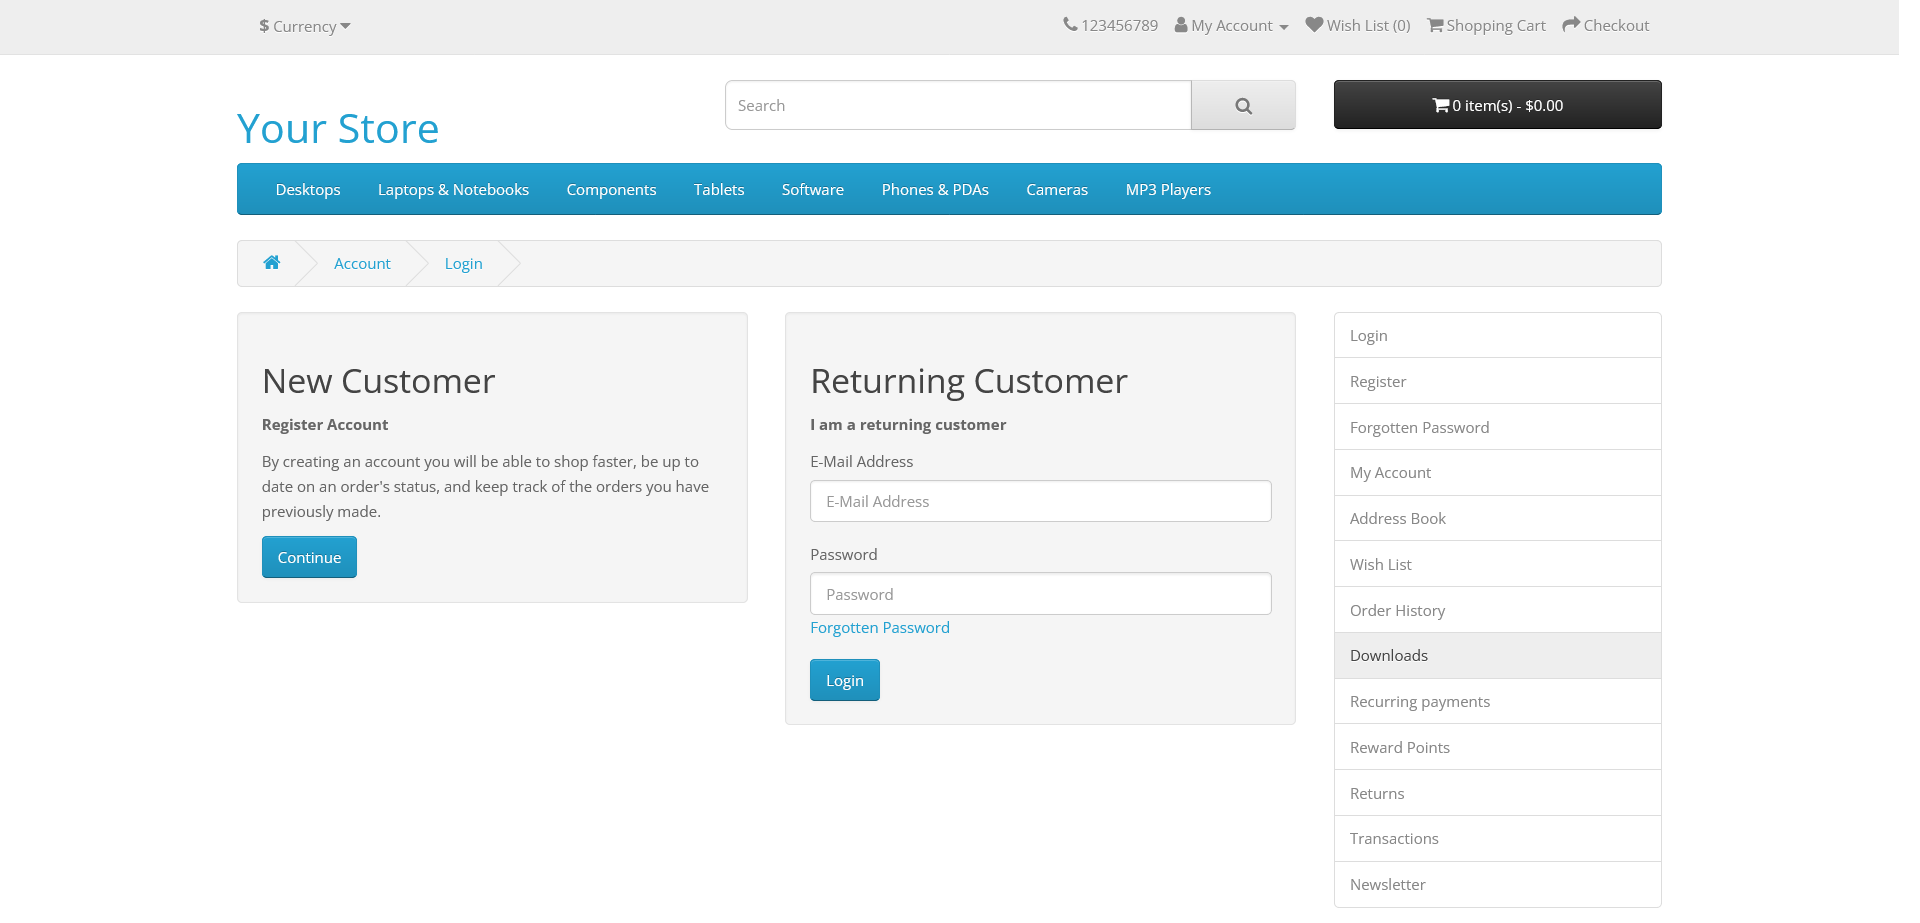 $ Currency
123456789 My Account Wish List (0) Shopping Cart Checkout
Your Store
Search
0 item(s) - $0.00
Desktops Laptops & Notebooks Components Tablets Software Phones & PDAs Cameras MP3 Players
Account Login
New Customer
Register Account
By creating an account you will be able to shop faster, be up to
date on an order's status, and keep track of the orders you have
previously made.
Continue
Returning Customer
I am a returning customer
E-Mail Address
E-Mail Address
Password
Password
Forgotten Password
Login
Login
Register
Forgotten Password
My Account
Address Book
Wish List
Order History
Downloads
Recurring payments
Reward Points
Returns
Transactions
Newsletter